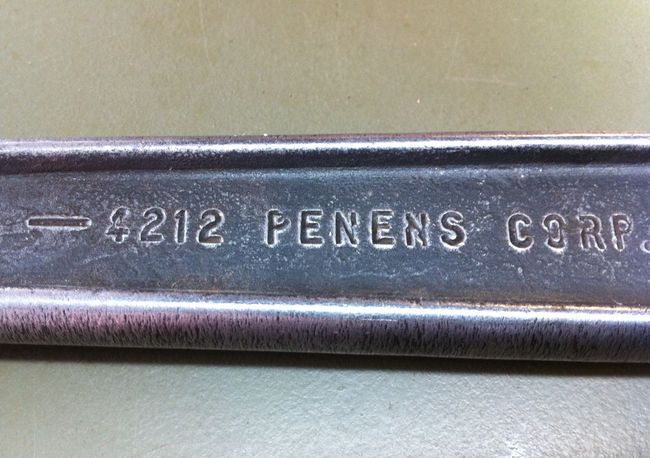 — 4212 PENENS CORP.